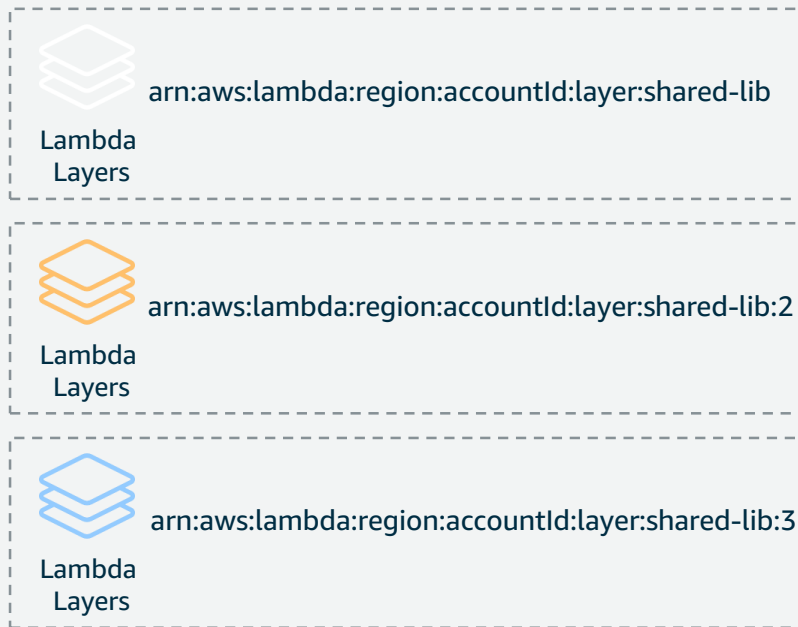 arn:aws:lambda:region:accountId:layer:shared-lib
Lambda
Layers
arn:aws:lambda:region:accountId:layer:shared-lib:2
Lambda
Layers
arn:aws:lambda:region:accountId:layer:shared-lib:3
Lambda
Layers